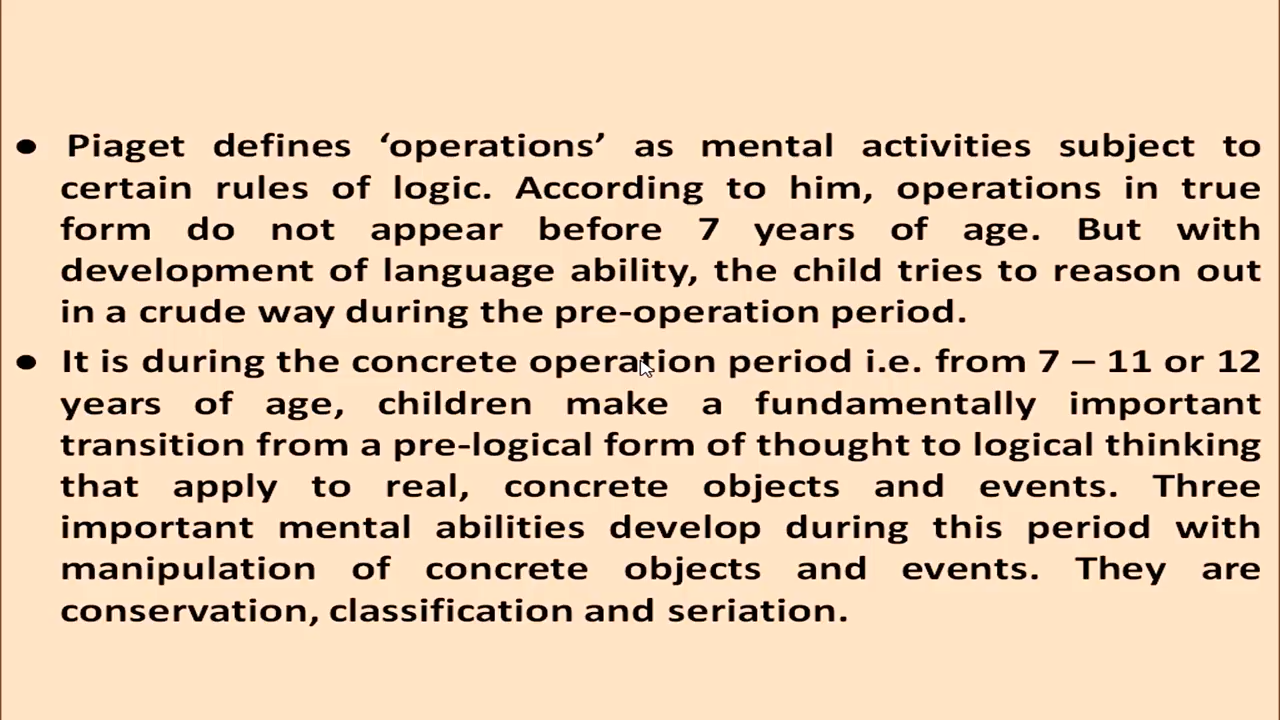 • Piaget defines ‘operations’ as mental activities subject to
certain rules of logic. According to him, operations in true
form do not appear before 7 years of age. But with
development of language ability, the child tries to reason out
in a crude way during the pre-operation period.
• It is during the concrete operation period i.e. from 7 – 11 or 12
years of age, children make a fundamentally important
transition from a pre-logical form of thought to logical thinking
that apply to real, concrete objects and events. Three
important mental abilities develop during this period with
manipulation of concrete objects and events. They are
conservation, classification and seriation.